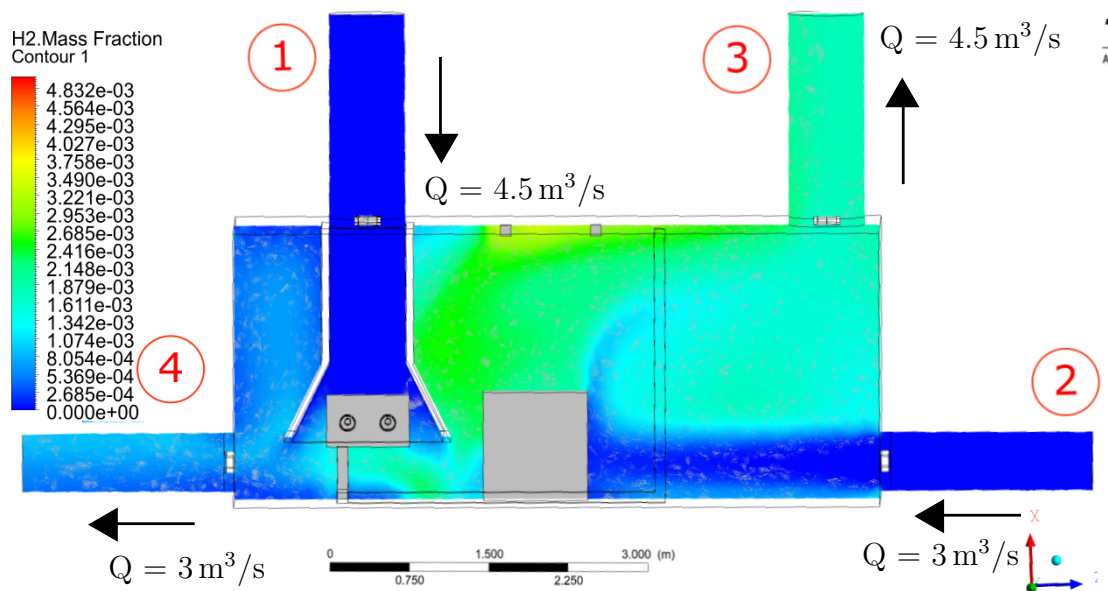 H2.Mass Fraction
Contour 1
4.832e-03
4.564e-03
4.295e-03
4.027e-03
3.758e-03
3.490e-03
3.221e-03
2.953e-03
2.685e-03
2.416e-03
2.148e-03
1.879e-03
1.611e-03
1.342e-03
1.074e-03
8.054e-04
5.369e-04
2.685e-04
0.000e+00
1
3
Q = 4.5 m³/s
Q = 4.5 m³/s
4
2
Q = 3 m³/s
Q = 3 m³/s
0 1.500 3.000 (m)
0.750 2.250
X